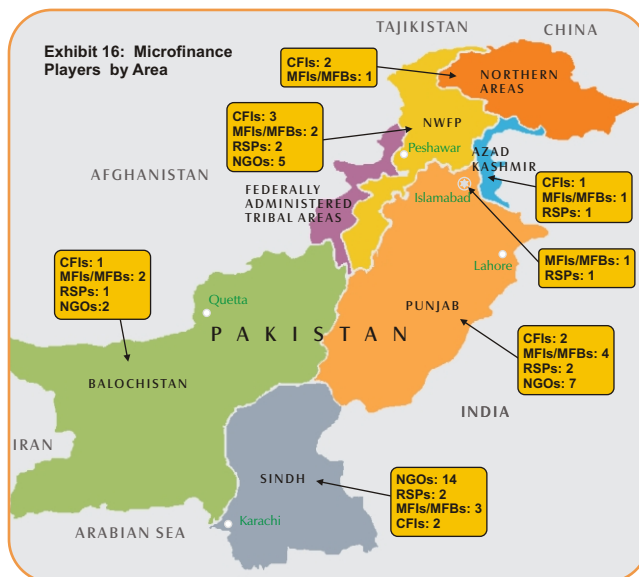 TAJIKISTAN
CHINA
Exhibit 16: Microfinance
Players by Area
CFIs: 2
MFIs/MFBs: 1
NORTHERN
AREAS
CFIs: 3
MFIs/MFBs: 2
RSPs: 2
NGOs: 5
NWFP
Peshawar
AZAD
KASHMIR
AFGHANISTAN
FEDERALLY
ADMINISTERED
TRIBAL AREAS
Islamabad
CFIs: 1
MFIs/MFBs: 1
RSPs: 1
MFIs/MFBs: 1
RSPs: 1
Lahore
CFIs: 1
MFIs/MFBs: 2
RSPs: 1
NGOs:2
Quetta
PUNJAB
PAKISTAN
CFIs: 2
MFIs/MFBs: 4
RSPs: 2
NGOs: 7
BALOCHISTAN
INDIA
IRAN
SINDH
NGOs: 14
RSPs: 2
MFIs/MFBs: 3
CFIs: 2
ARABIAN SEA
Karachi